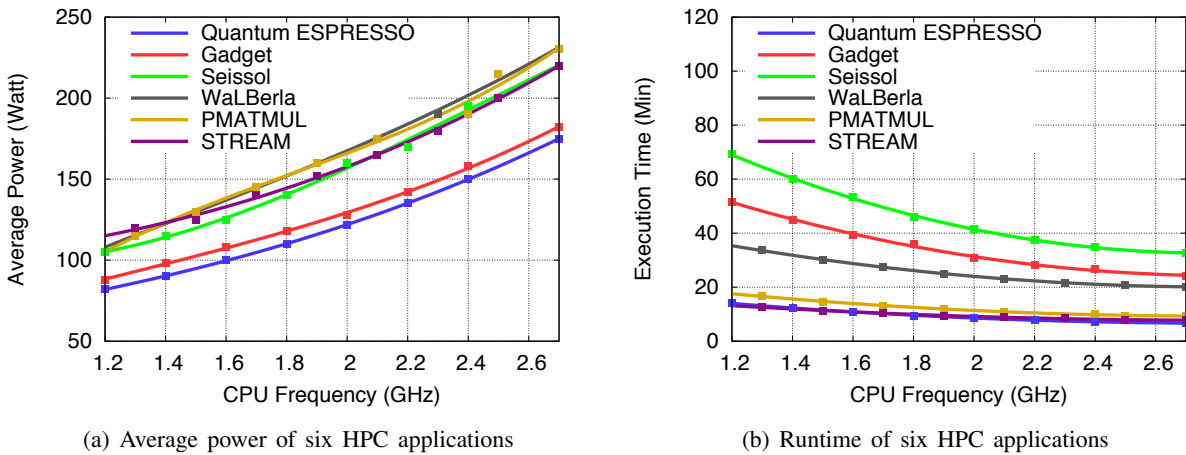 250
200
150
100
50
Average Power (Watt)
Quantum ESPRESSO
Gadget
Seissol
WaLBerla
PMATMUL
STREAM
1.2 1.4 1.6 1.8 2 2.2 2.4 2.6
CPU Frequency (GHz)
(a) Average power of six HPC applications
120
100
80
60
40
20
0
Execution Time (Min)
Quantum ESPRESSO
Gadget
Seissol
WaLBerla
PMATMUL
STREAM
1.2 1.4 1.6 1.8 2 2.2 2.4 2.6
CPU Frequency (GHz)
(b) Runtime of six HPC applications